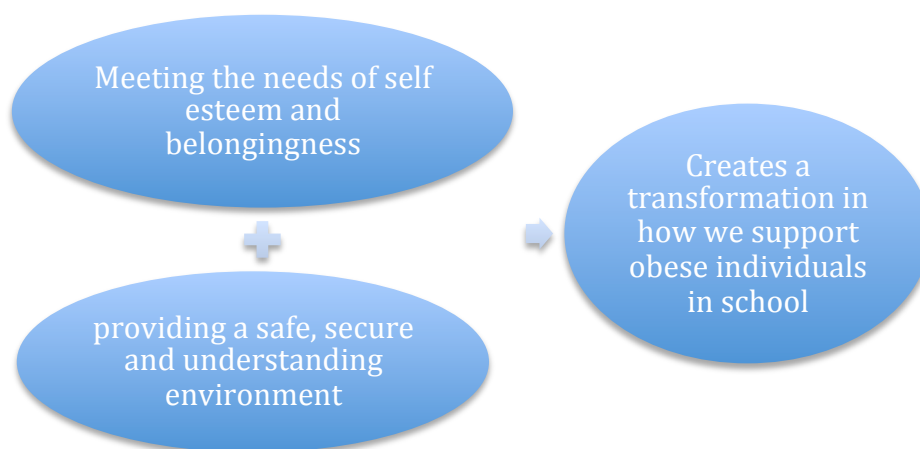 Meeting the needs of self
esteem and
belongingness
providing a safe, secure
and understanding
environment
Creates a
transformation in
how we support
obese individuals
in school